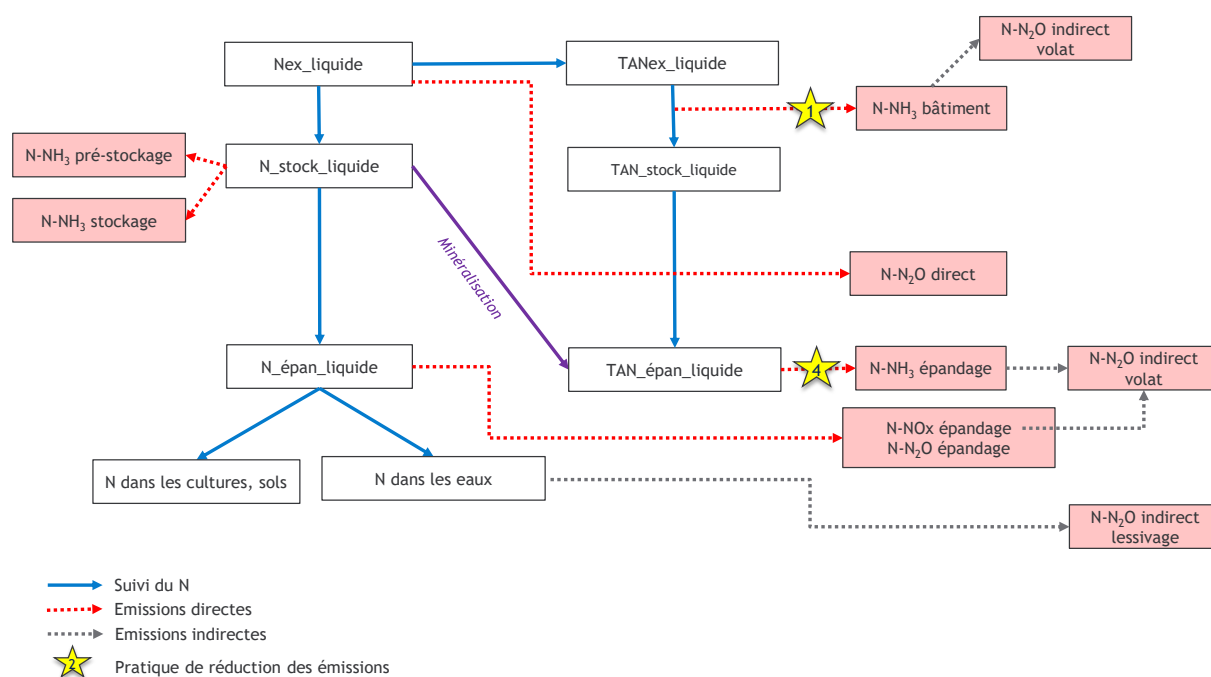 N-N₂O indirect
volat
Nex_liquide
TANex_liquide
1
N-NH₃ bâtiment
N-NH₃ pré-stockage
N_stock_liquide
TAN_stock_liquide
N-NH₃ stockage
Minéralisation
N-N₂O direct
N_épan_liquide
TAN_épan_liquide
4
N-NH₃ épandage
N-N₂O indirect
volat
N-NOx épandage
N-N₂O épandage
N dans les cultures, sols
N dans les eaux
N-N₂O indirect
lessivage
Suivi du N
Emissions directes
Emissions indirectes
2
Pratique de réduction des émissions